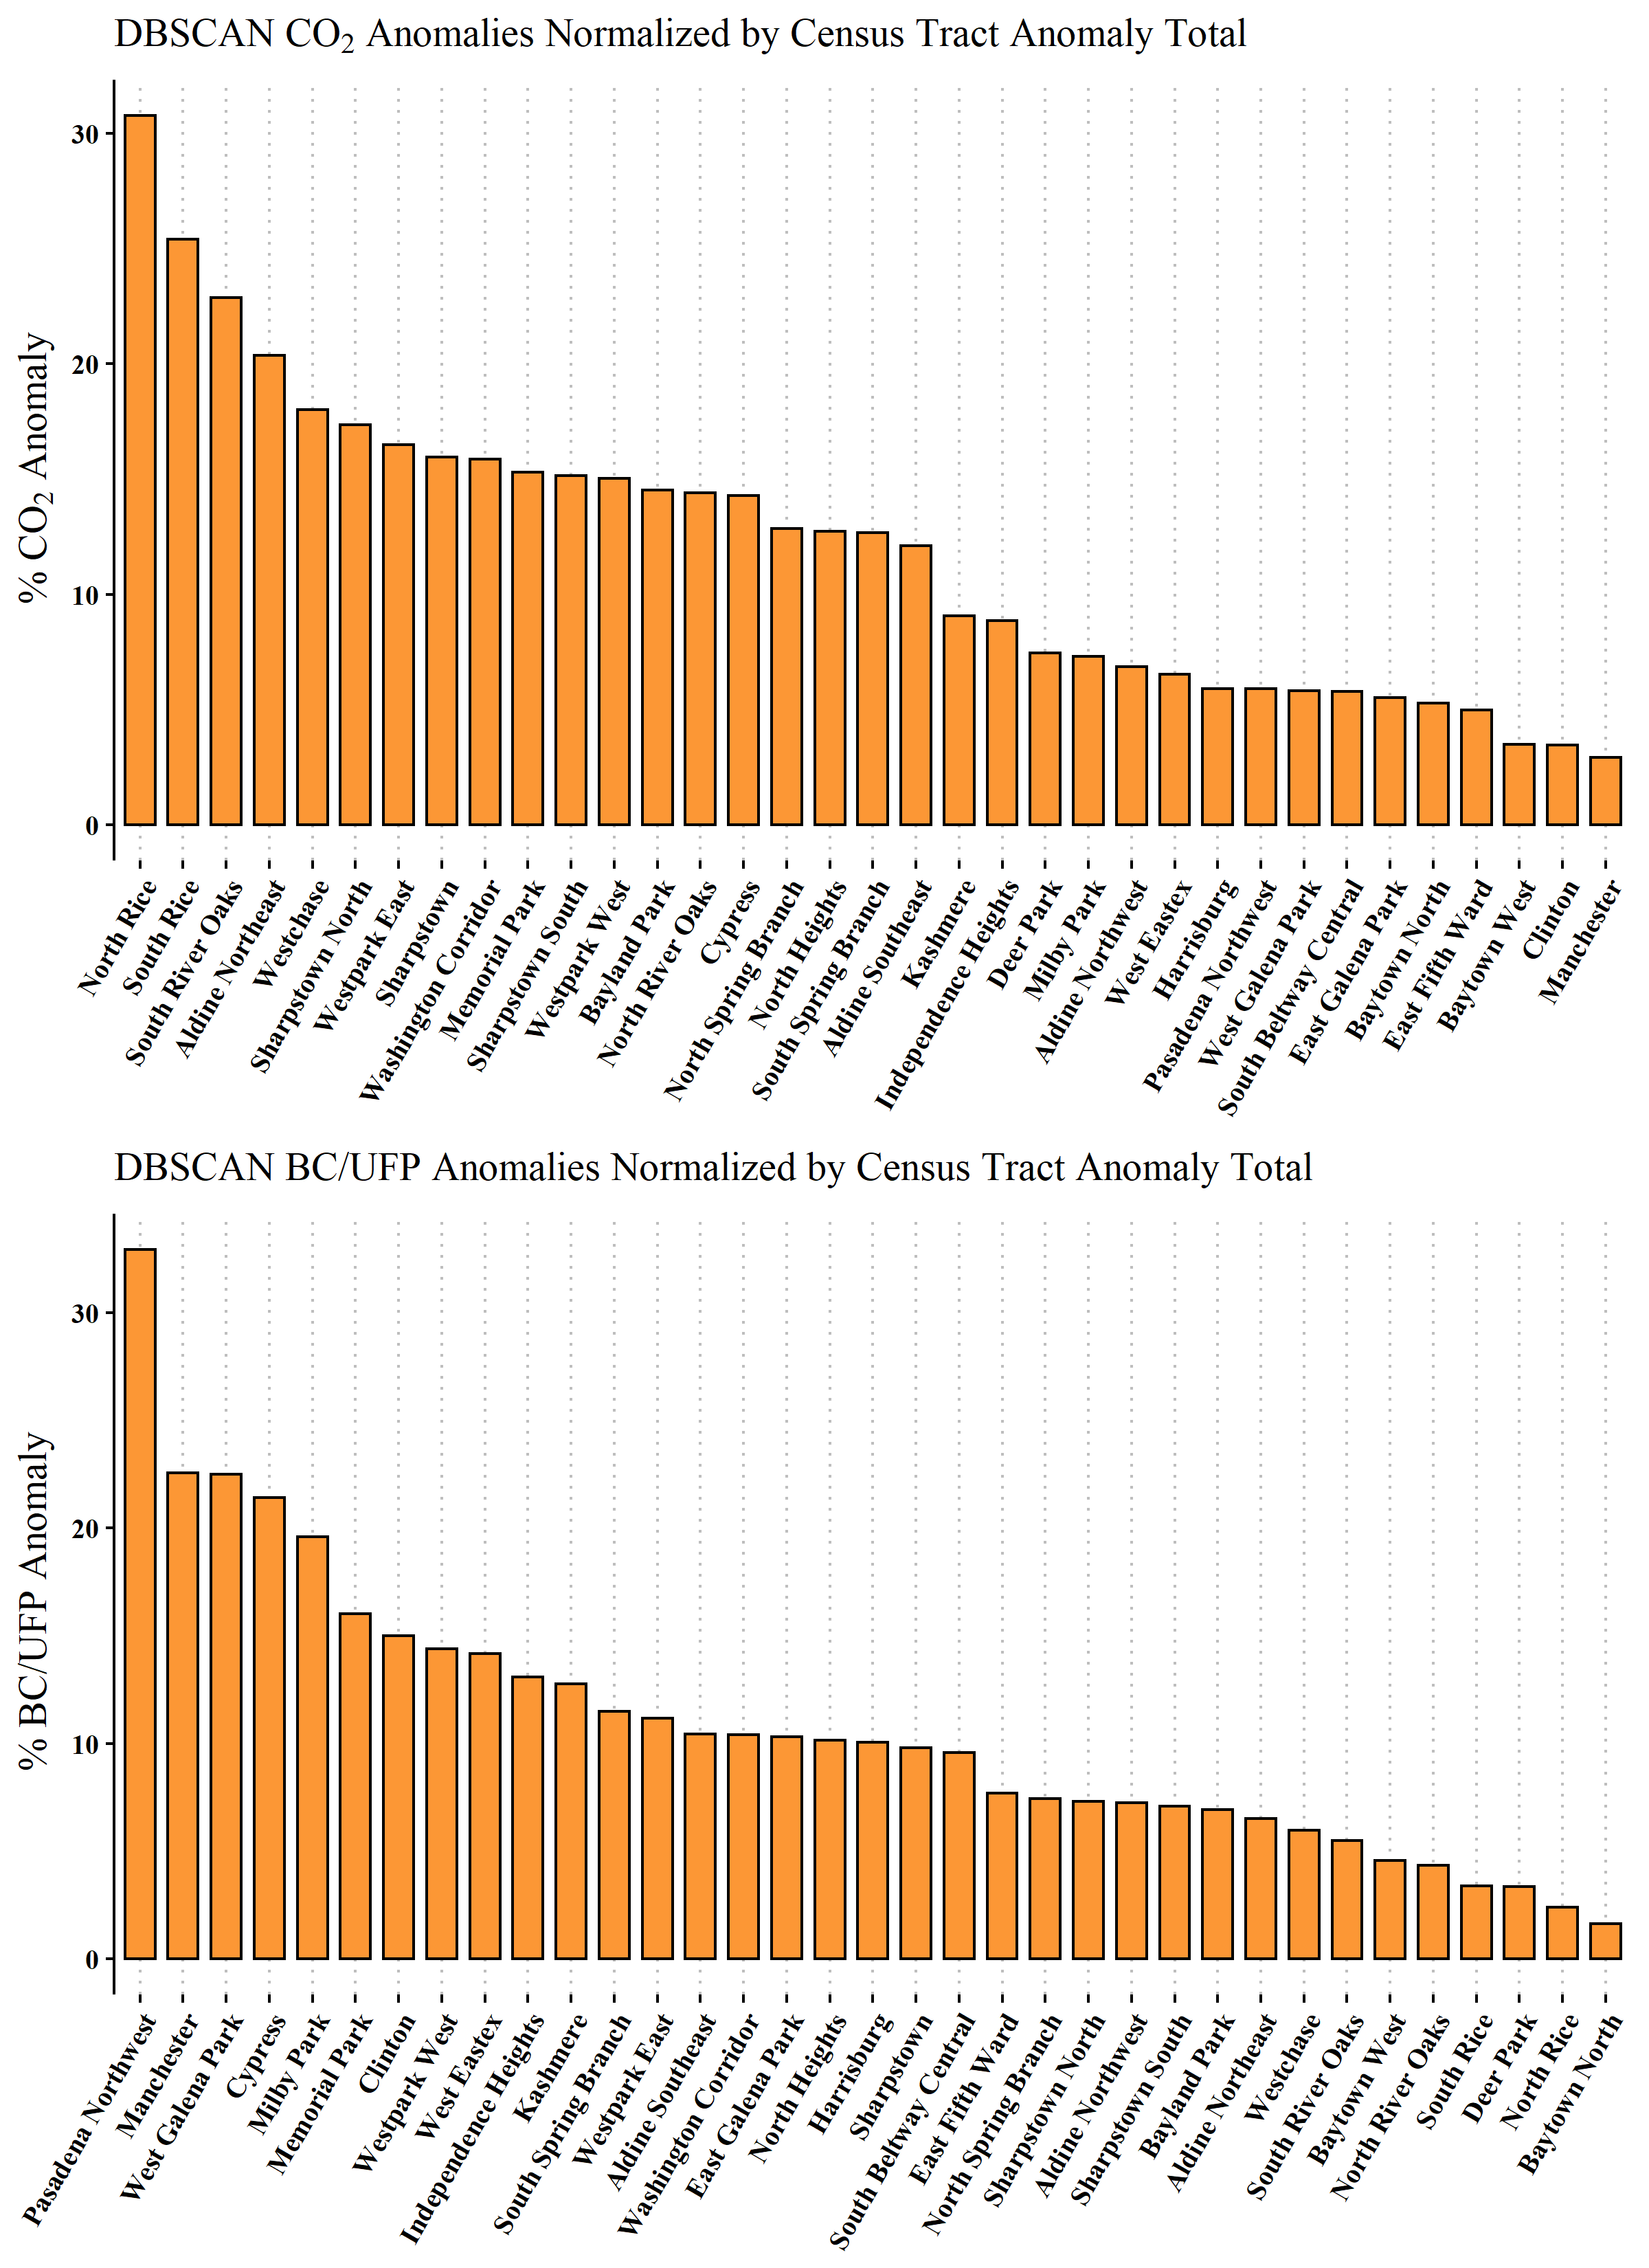 DBSCAN CO₂ Anomalies Normalized by Census Tract Anomaly Total
% CO₂ Anomaly
30
20
10
0
North Rice
South Rice
South River Oaks
Aldine Northeast
Westchase
Sharpstown North
Westpark East
Sharpstown
Washington Corridor
Memorial Park
Sharpstown South
Westpark West
Bayland Park
North River Oaks
Cypress
North Spring Branch
North Heights
South Spring Branch
Aldine Southeast
Kashmere
Independence Heights
Deer Park
Milby Park
Aldine Northwest
West Eastex
Harrisburg
Pasadena Northwest
West Galena Park
South Beltway Central
East Galena Park
Baytown North
East Fifth Ward
Baytown West
Clinton
Manchester
DBSCAN BC/UFP Anomalies Normalized by Census Tract Anomaly Total
% BC/UFP Anomaly
30
20
10
0
Pasadena Northwest
Manchester
West Galena Park
Cypress
Milby Park
Memorial Park
Clinton
Westpark West
West Eastex
Independence Heights
Kashmere
South Spring Branch
Westpark East
Aldine Southeast
Washington Corridor
East Galena Park
North Heights
Harrisburg
Sharpstown
South Beltway Central
East Fifth Ward
North Spring Branch
Sharpstown North
Aldine Northwest
Sharpstown South
Bayland Park
Aldine Northeast
Westchase
South River Oaks
Baytown West
North River Oaks
South Rice
Deer Park
North Rice
Baytown North